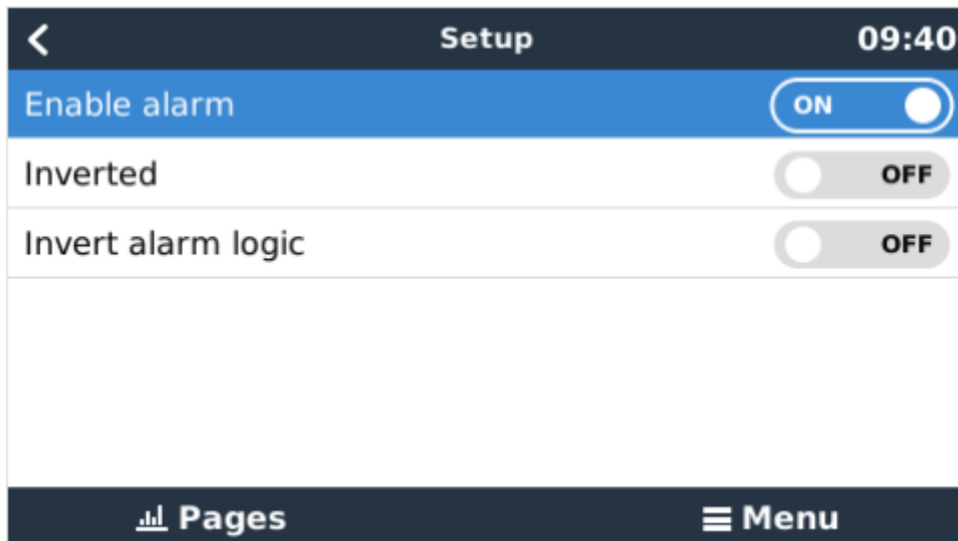 Setup 09:40
Enable alarm ON
Inverted OFF
Invert alarm logic OFF
Pages Menu